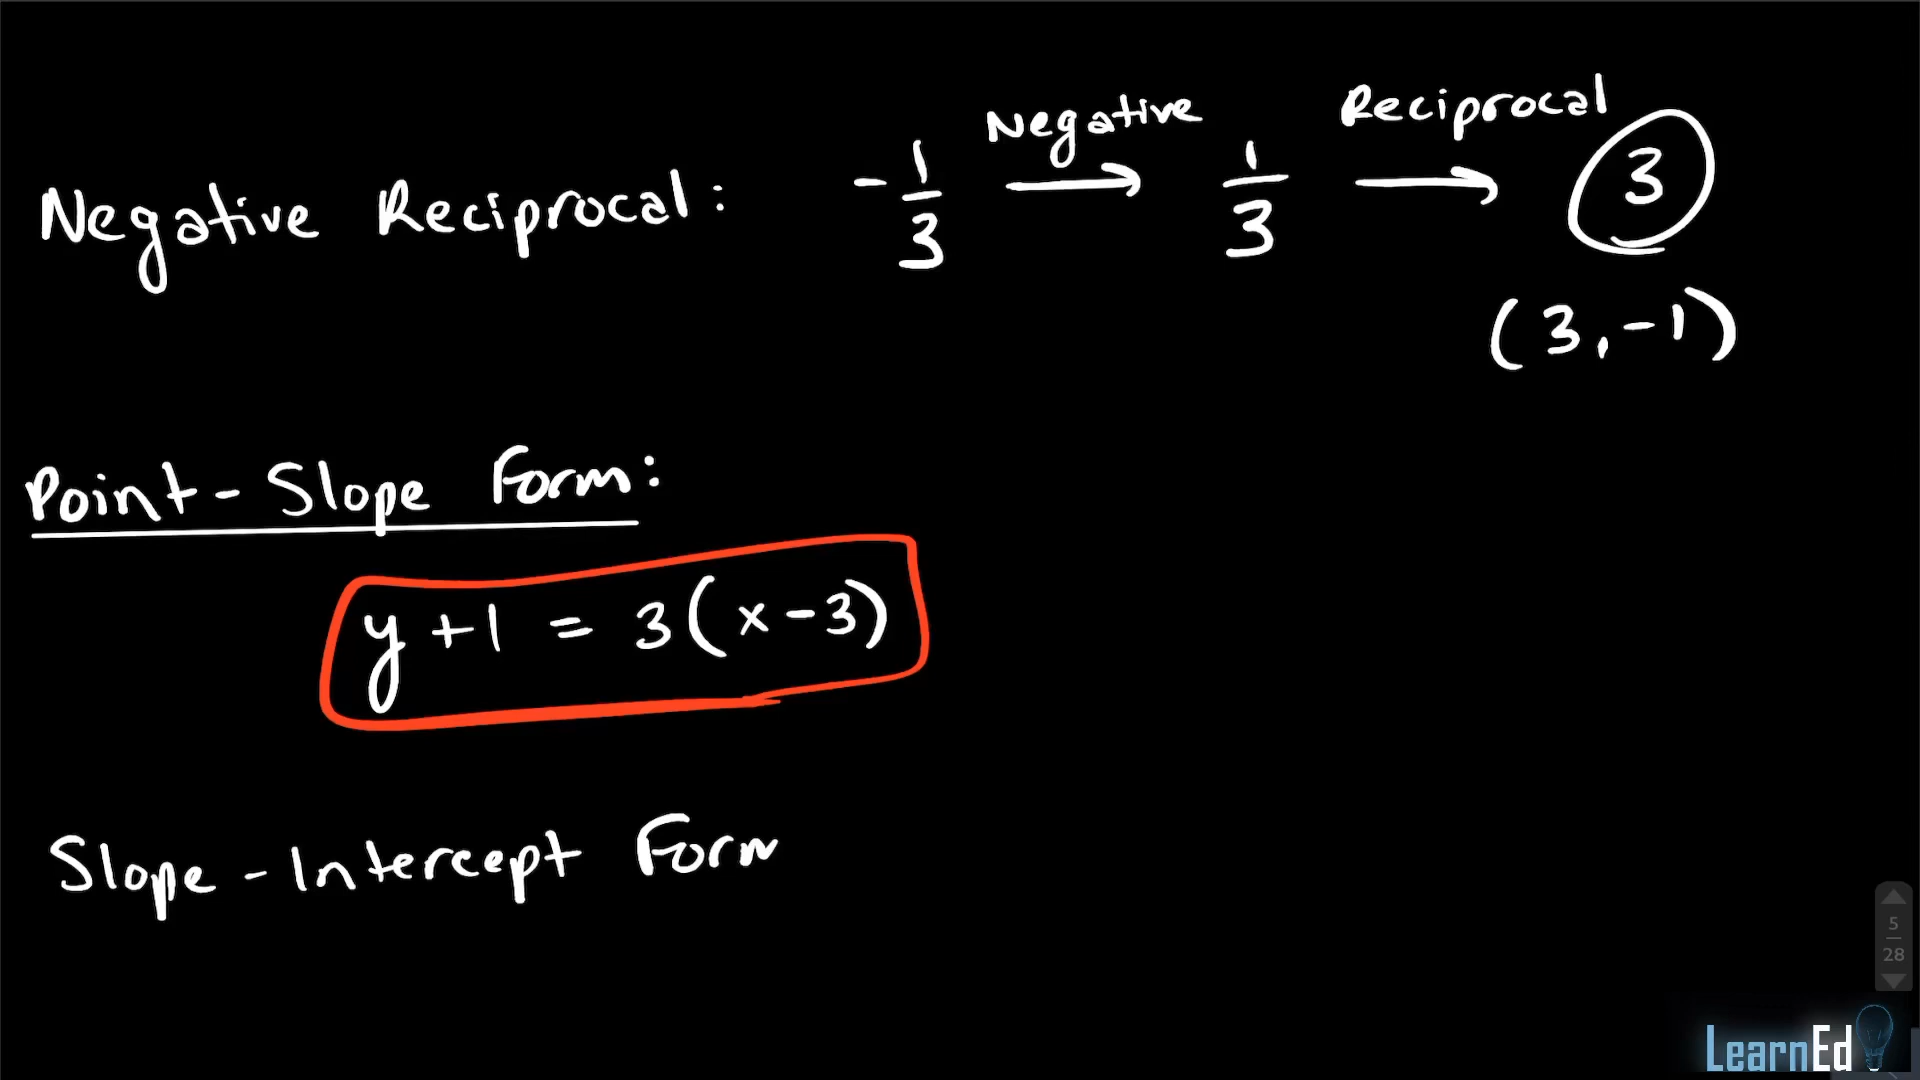 Negative Reciprocal: -1/3 Negative → 1/3 Reciprocal → 3
(3,-1)
Point-Slope Form:
y+1 = 3(x-3)
Slope-Intercept Form
5
28
LearnEd